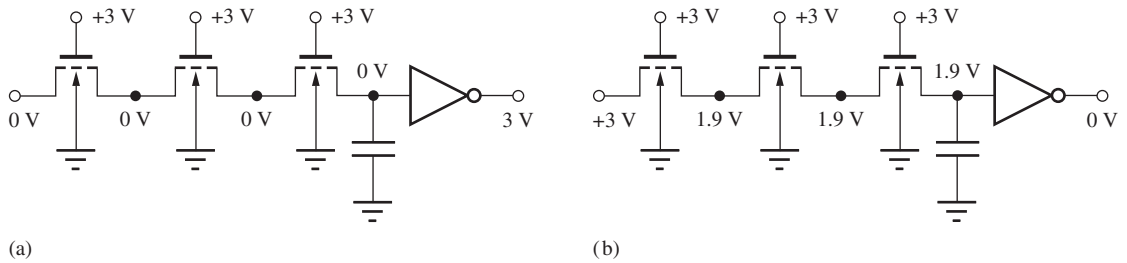 +3 V +3 V +3 V
0 V
0 V 0 V 0 V 3 V
(a)
+3 V +3 V +3 V
1.9 V
+3 V 1.9 V 1.9 V 0 V
(b)